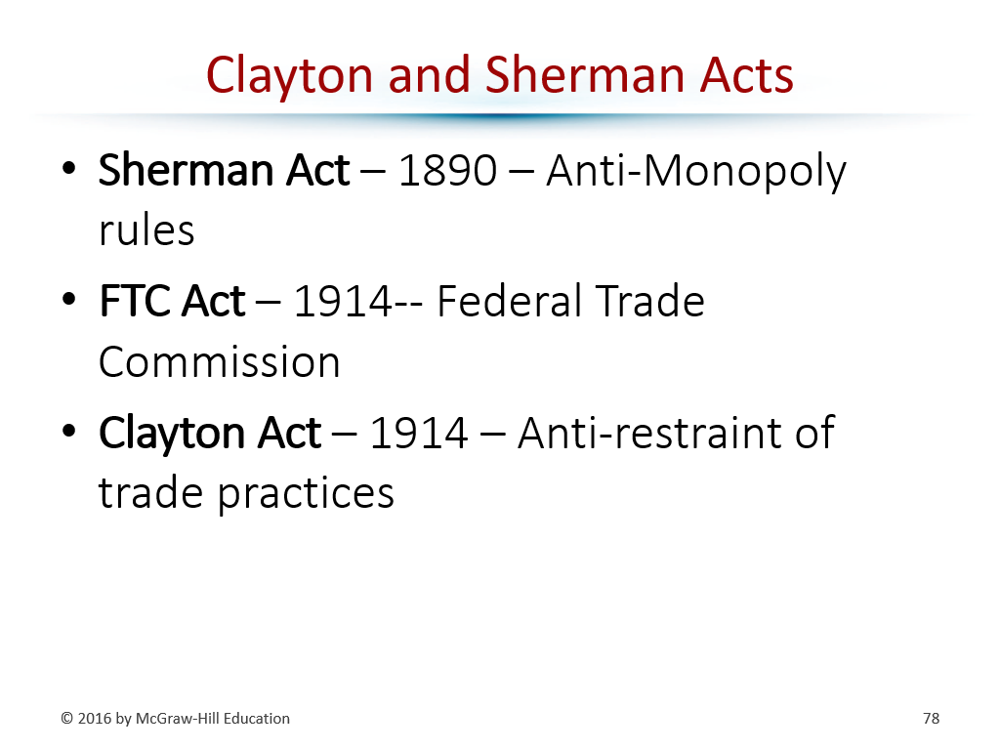 Clayton and Sherman Acts
• Sherman Act – 1890 – Anti-Monopoly
rules
• FTC Act – 1914-- Federal Trade
Commission
• Clayton Act – 1914 – Anti-restraint of
trade practices
© 2016 by McGraw-Hill Education
78